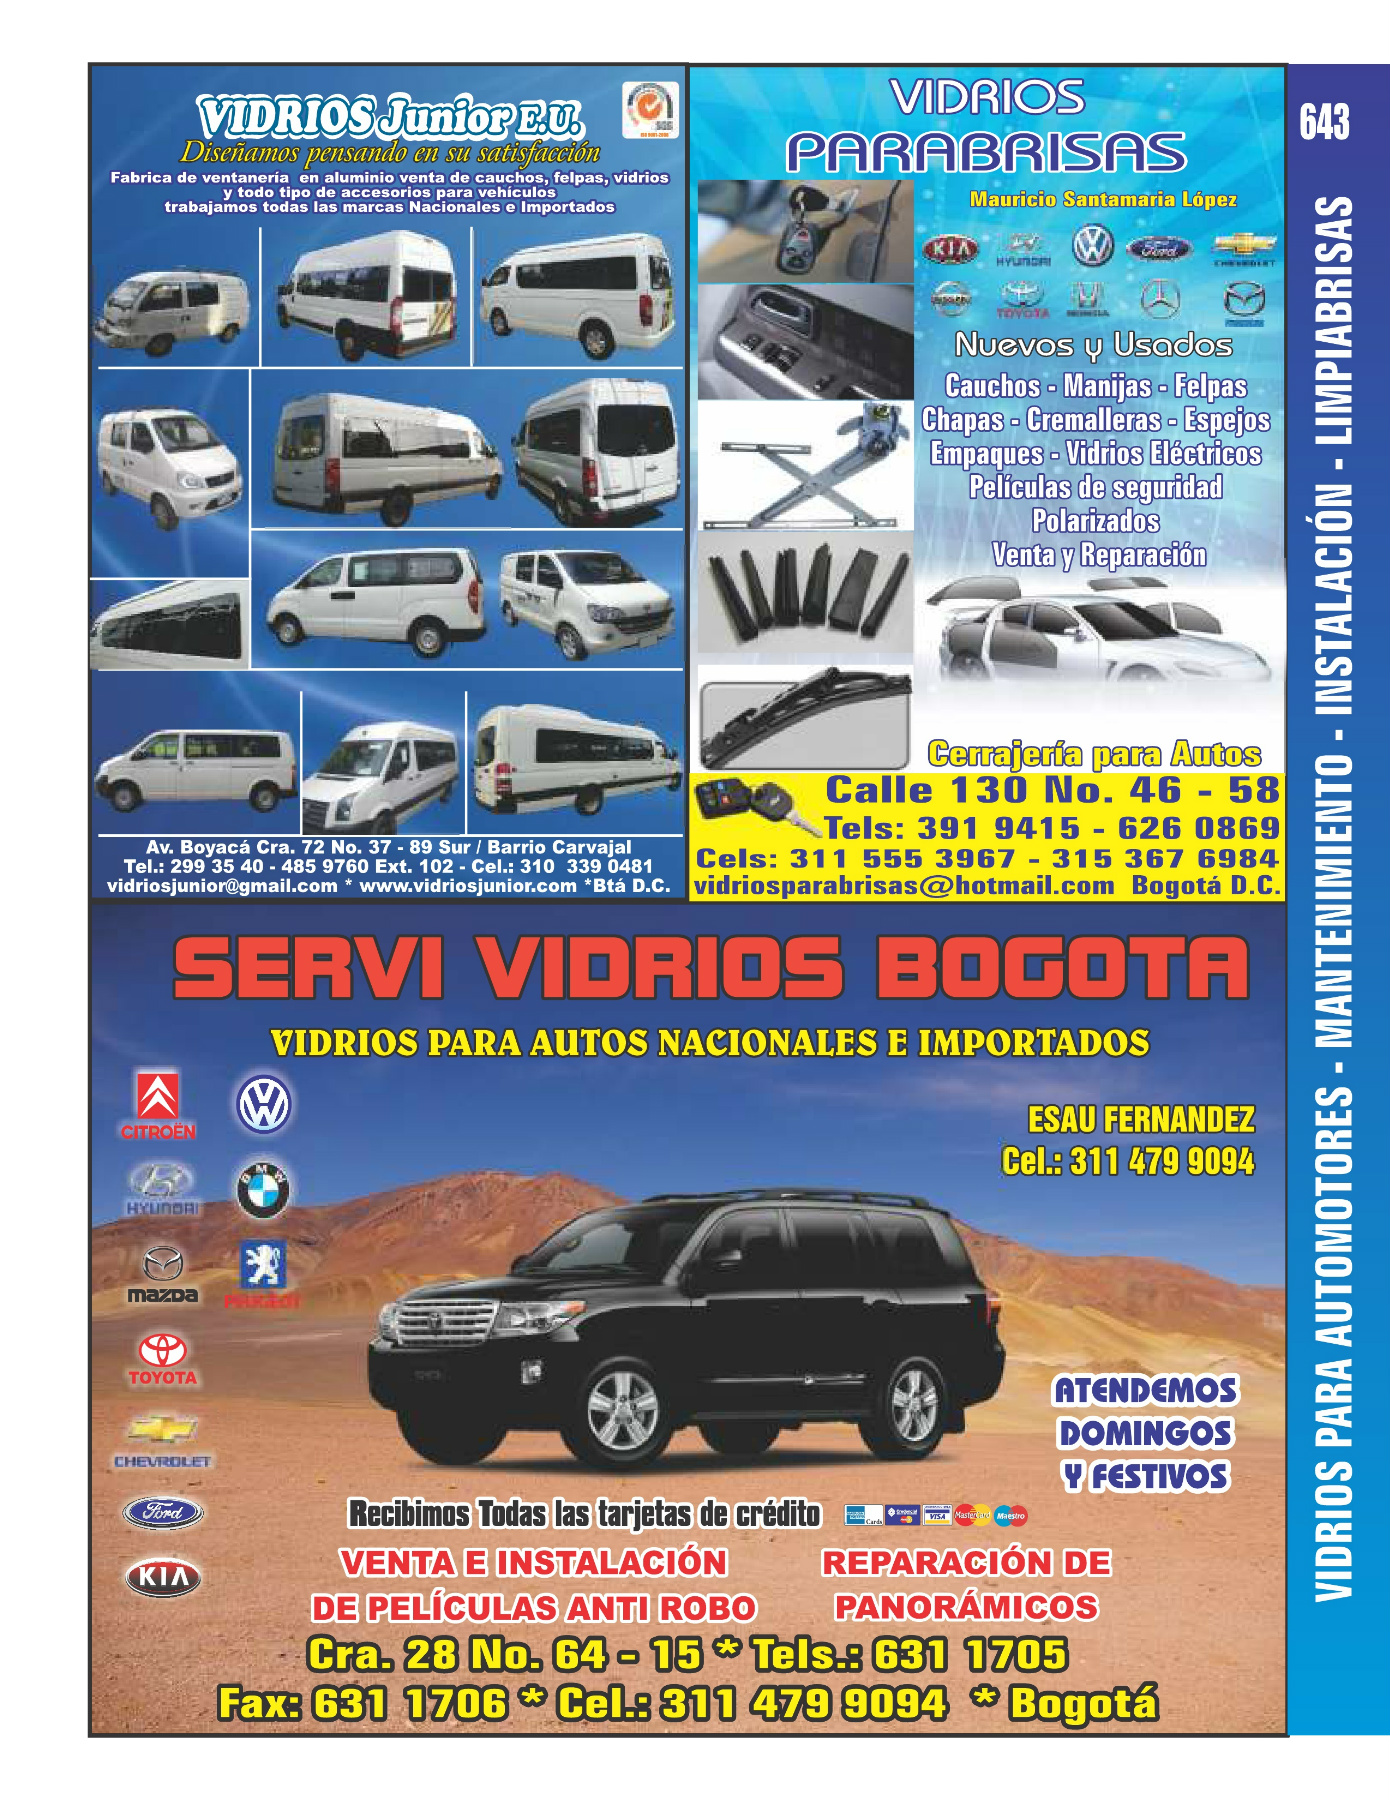 VIDRIOS Junior E.U.
Diseñamos pensando en su satisfacción
Fabrica de ventanería en aluminio venta de cauchos, felpas, vidrios
y todo tipo de accesorios para vehículos
trabajamos todas las marcas Nacionales e Importados
SGS
Av. Boyacá Cra. 72 No. 37 - 89 Sur / Barrio Carvajal
Tel.: 299 35 40 - 485 9760 Ext. 102 - Cel.: 310 339 0481
vidriosjunior@gmail.com * www.vidriosjunior.com *Btá D.C.
VIDRIOS
PARABRISAS
Mauricio Santamaria López
KIA
HYUNDAI
Ford
CHEVROLET
TOYOTA
HONDA
Nuevos y Usados
Cauchos - Manijas - Felpas
Chapas - Cremalleras - Espejos
Empaques - Vidrios Eléctricos
Películas de seguridad
Polarizados
Venta y Reparación
Cerrajería para Autos
Calle 130 No. 46 - 58
Tels: 391 9415 - 626 0869
Cels: 311 555 3967 - 315 367 6984
vidriosparabrisas@hotmail.com Bogotá D.C.
643
VIDRIOS PARA AUTOMOTORES - MANTENIMIENTO - INSTALACIÓN - LIMPIABRISAS
SERVI VIDRIOS BOGOTA
VIDRIOS PARA AUTOS NACIONALES E IMPORTADOS
ESAU FERNANDEZ
Cel.: 311 479 9094
CITROËN
HYUNDAI
BMW
mazda
PEUGEOT
TOYOTA
CHEVROLET
Ford
KIA
ATENDEMOS
DOMINGOS
Y FESTIVOS
Recibimos Todas las tarjetas de crédito
VISA
MasterCard
Maestro
VENTA E INSTALACIÓN
DE PELÍCULAS ANTI ROBO
REPARACIÓN DE
PANORÁMICOS
Cra. 28 No. 64 - 15 * Tels.: 631 1705
Fax: 631 1706 * Cel.: 311 479 9094 * Bogotá